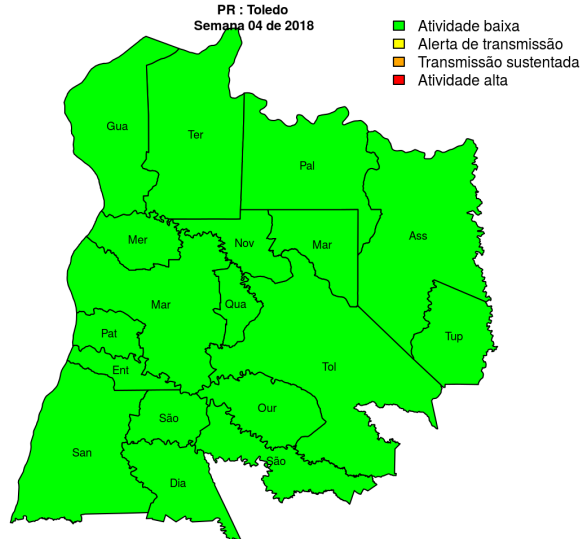 PR : Toledo
Semana 04 de 2018
Atividade baixa
Alerta de transmissão
Transmissão sustentada
Atividade alta
Gua
Ter
Pal
Ass
Mer
Nov
Mar
Mar
Qua
Pat
Tup
Ent
Tol
Our
São
San
São
Dia